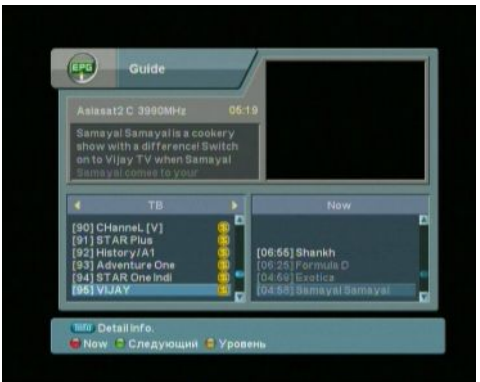 EPG
Guide
Asiasat2 C 3990MHz 05:19
Samayal Samayal is a cookery
show with a difference! Switch
on to Vijay TV when Samayal
Samayal comes to your
ТВ
Now
[90] CHanneL [V]
[91] STAR Plus
[92] History/A1
[93] Adventure One
[94] STAR One Indi
[95] VIJAY
[06:55] Shankh
[06:25] Formula D
[04:59] Exotica
[04:58] Samayal Samayal
Info Detail info.
Now Следующий Уровень